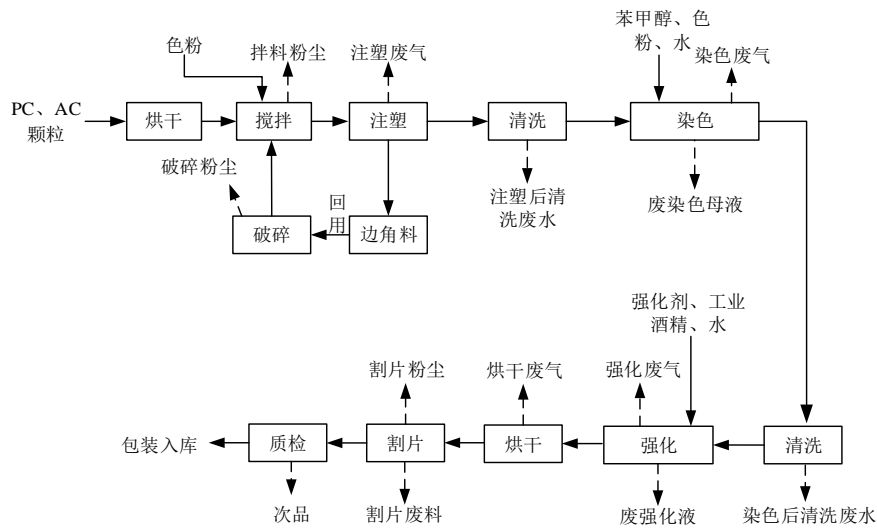 苯甲醇、色
粉、水
色粉
拌料粉尘
注塑废气
染色废气
PC、AC
颗粒
烘干
搅拌
注塑
清洗
染色
破碎粉尘
回
用
注塑后清
洗废水
废染色母液
破碎
边角料
强化剂、工业
酒精、水
割片粉尘
烘干废气
强化废气
包装入库
质检
割片
烘干
强化
清洗
次品
割片废料
废强化液
染色后清洗废水